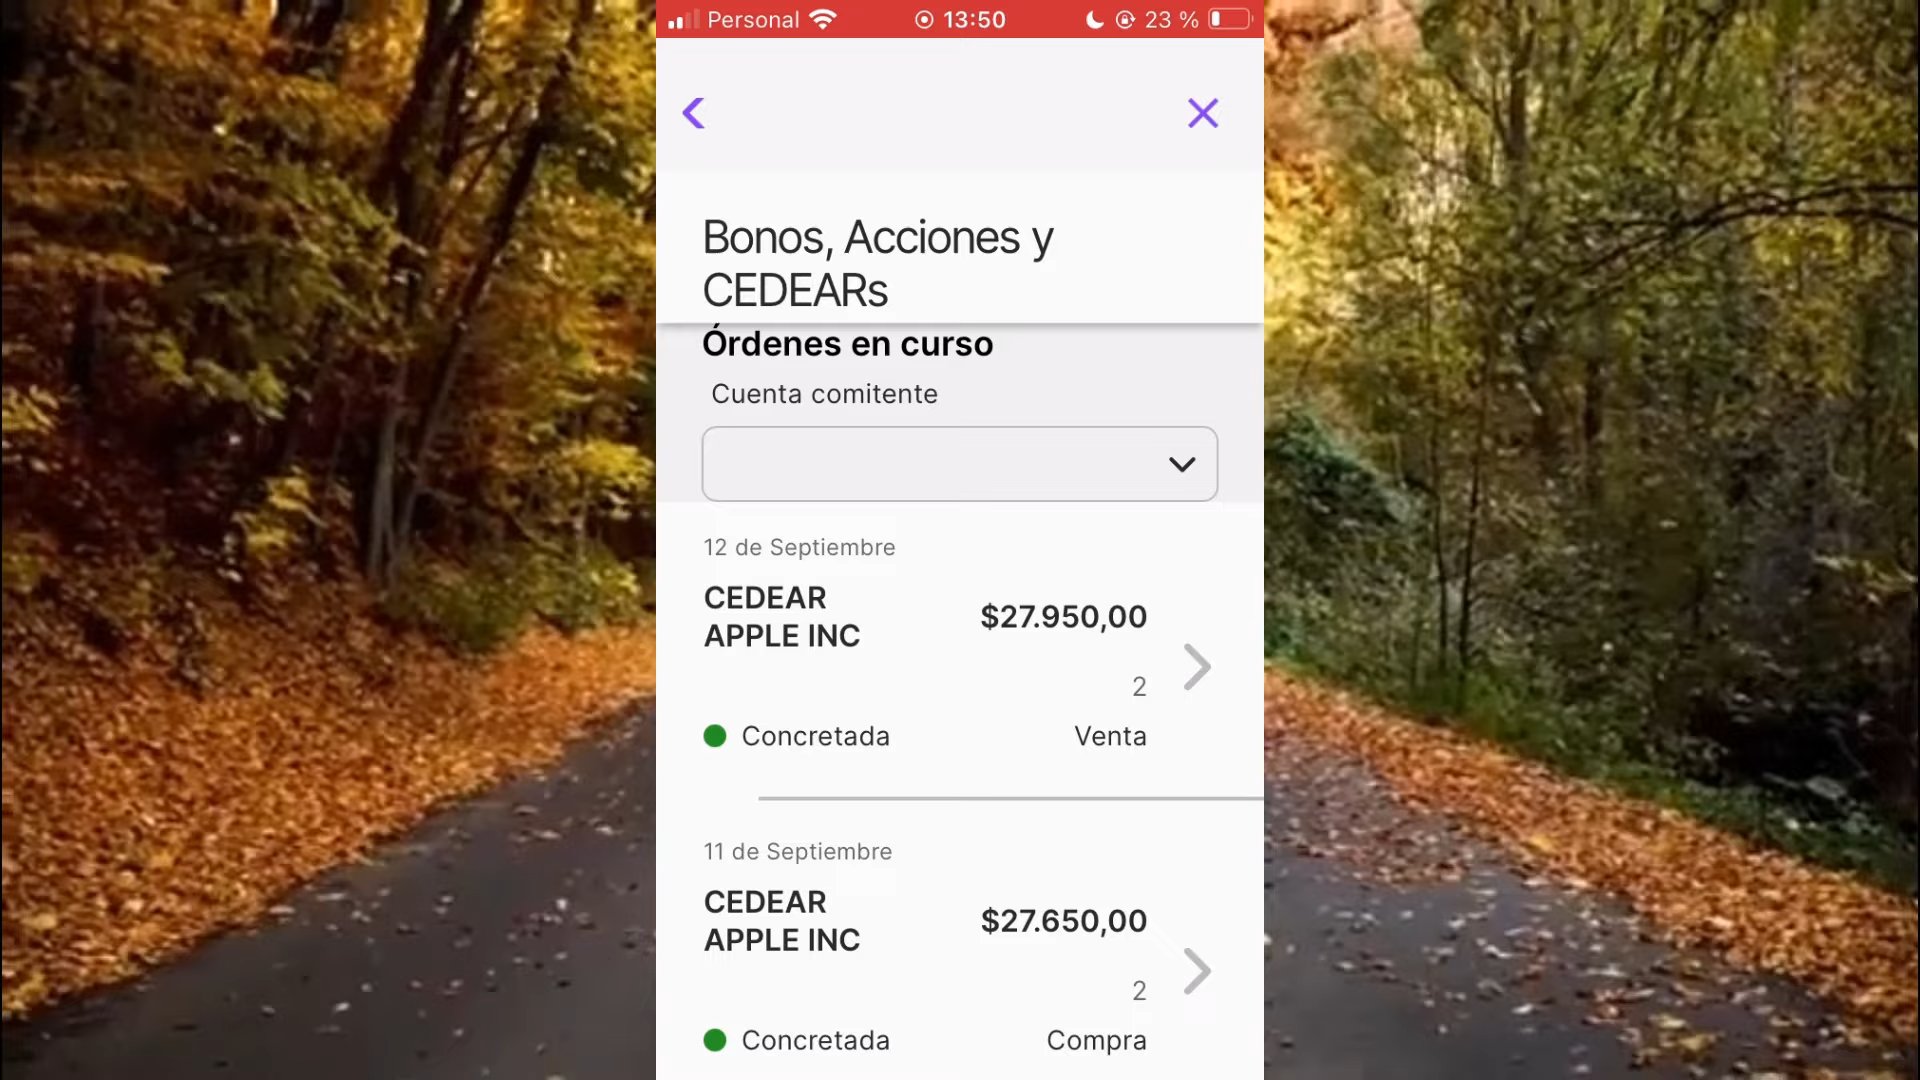 Personal 13:50 23 %
Bonos, Acciones y
CEDEARs
Órdenes en curso
Cuenta comitente
12 de Septiembre
CEDEAR
APPLE INC
$27.950,00
2
Concretada Venta
11 de Septiembre
CEDEAR
APPLE INC
$27.650,00
2
Concretada Compra